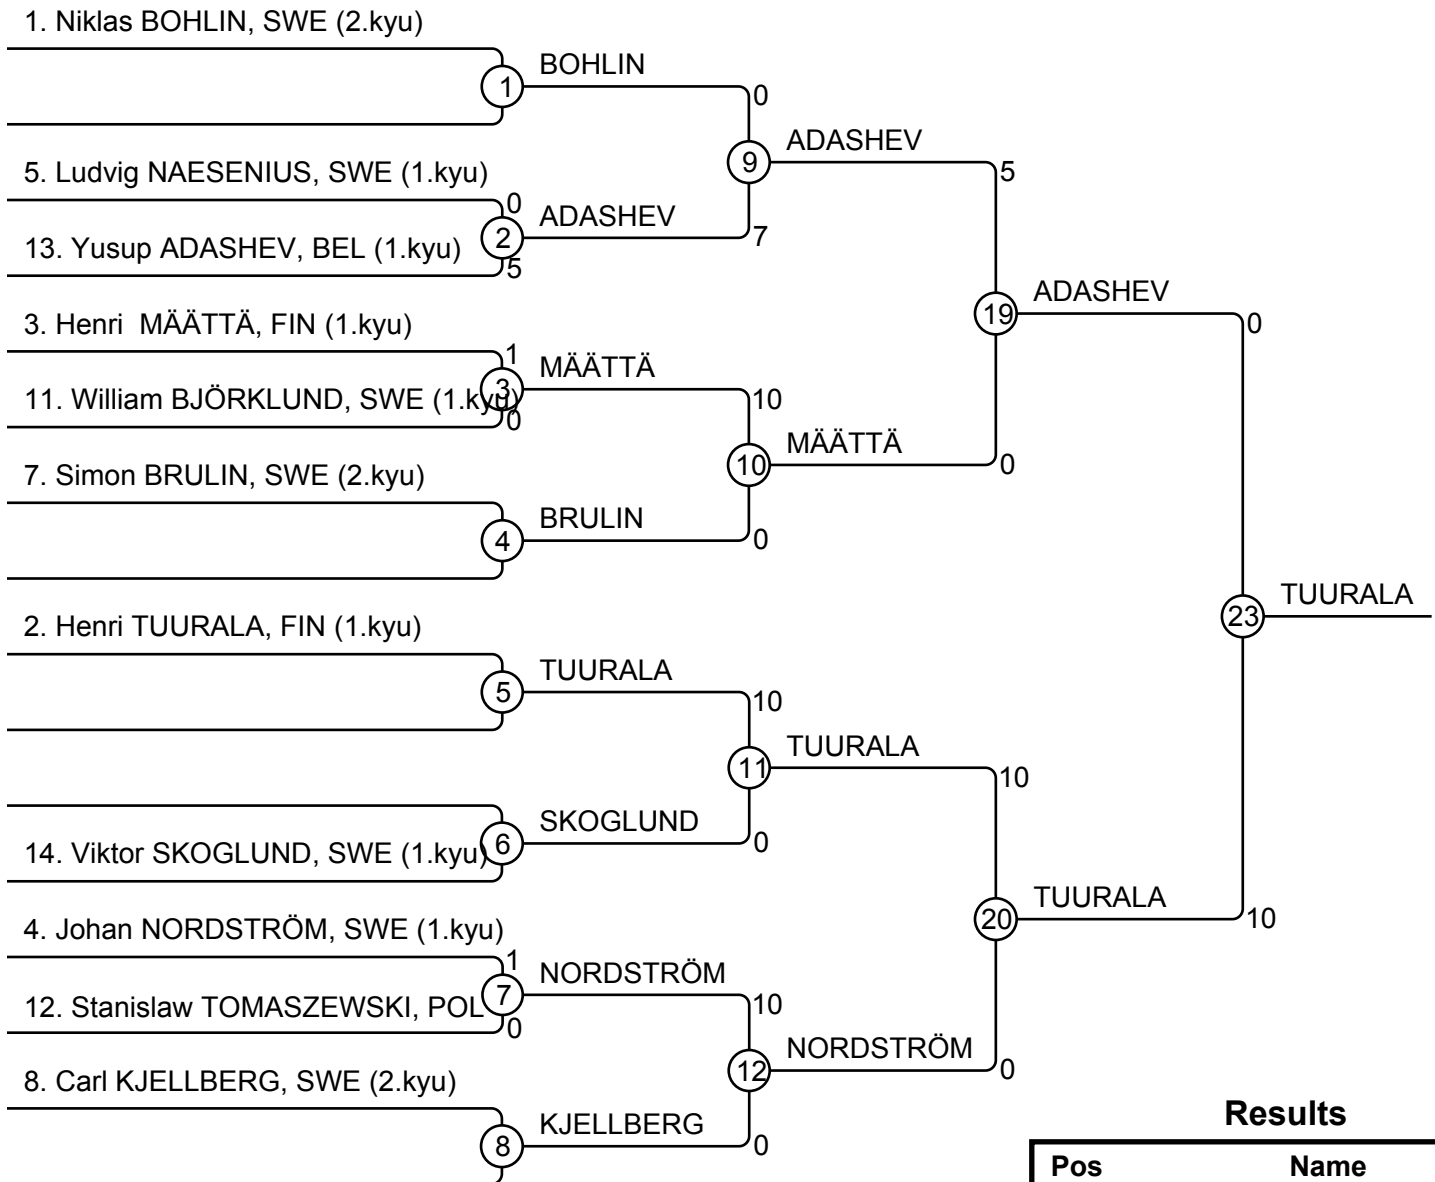 1. Niklas BOHLIN, SWE (2.kyu)
1
BOHLIN
0
5. Ludvig NAESENIUS, SWE (1.kyu)
0
13. Yusup ADASHEV, BEL (1.kyu)
5
2
ADASHEV
7
9
ADASHEV
5
3. Henri  MÄÄTTÄ, FIN (1.kyu)
1
11. William BJÖRKLUND, SWE (1.kyu)
0
3
MÄÄTTÄ
10
7. Simon BRULIN, SWE (2.kyu)
4
BRULIN
0
10
MÄÄTTÄ
0
19
ADASHEV
0
2. Henri TUURALA, FIN (1.kyu)
5
TUURALA
10
14. Viktor SKOGLUND, SWE (1.kyu)
6
SKOGLUND
0
11
TUURALA
10
4. Johan NORDSTRÖM, SWE (1.kyu)
1
12. Stanislaw TOMASZEWSKI, POL
0
7
NORDSTRÖM
10
8. Carl KJELLBERG, SWE (2.kyu)
8
KJELLBERG
0
12
NORDSTRÖM
0
20
TUURALA
10
23
TUURALA
Results
Pos Name